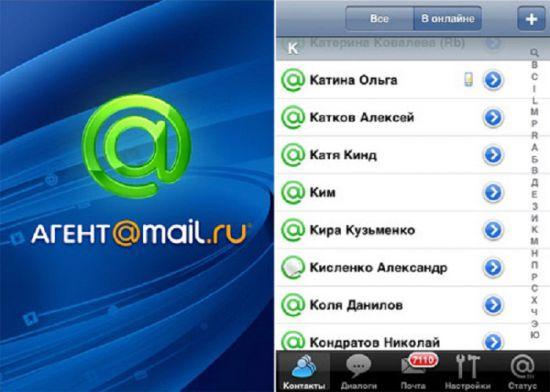 @
АГЕНТ@mail.ru
Все
В онлайне
+
Катерина Ковалева (Rb)
К
Катина Ольга
Катков Алексей
Катя Кинд
Ким
Кира Кузьменко
Кисленко Александр
Коля Данилов
Кондратов Николай
B
C
I
L
M
P
R
А
Б
В
Д
Е
З
И
К
М
Н
П
Р
С
Ч
Э
Ю
7110
Контакты
Диалоги
Почта
Настройки
Статус